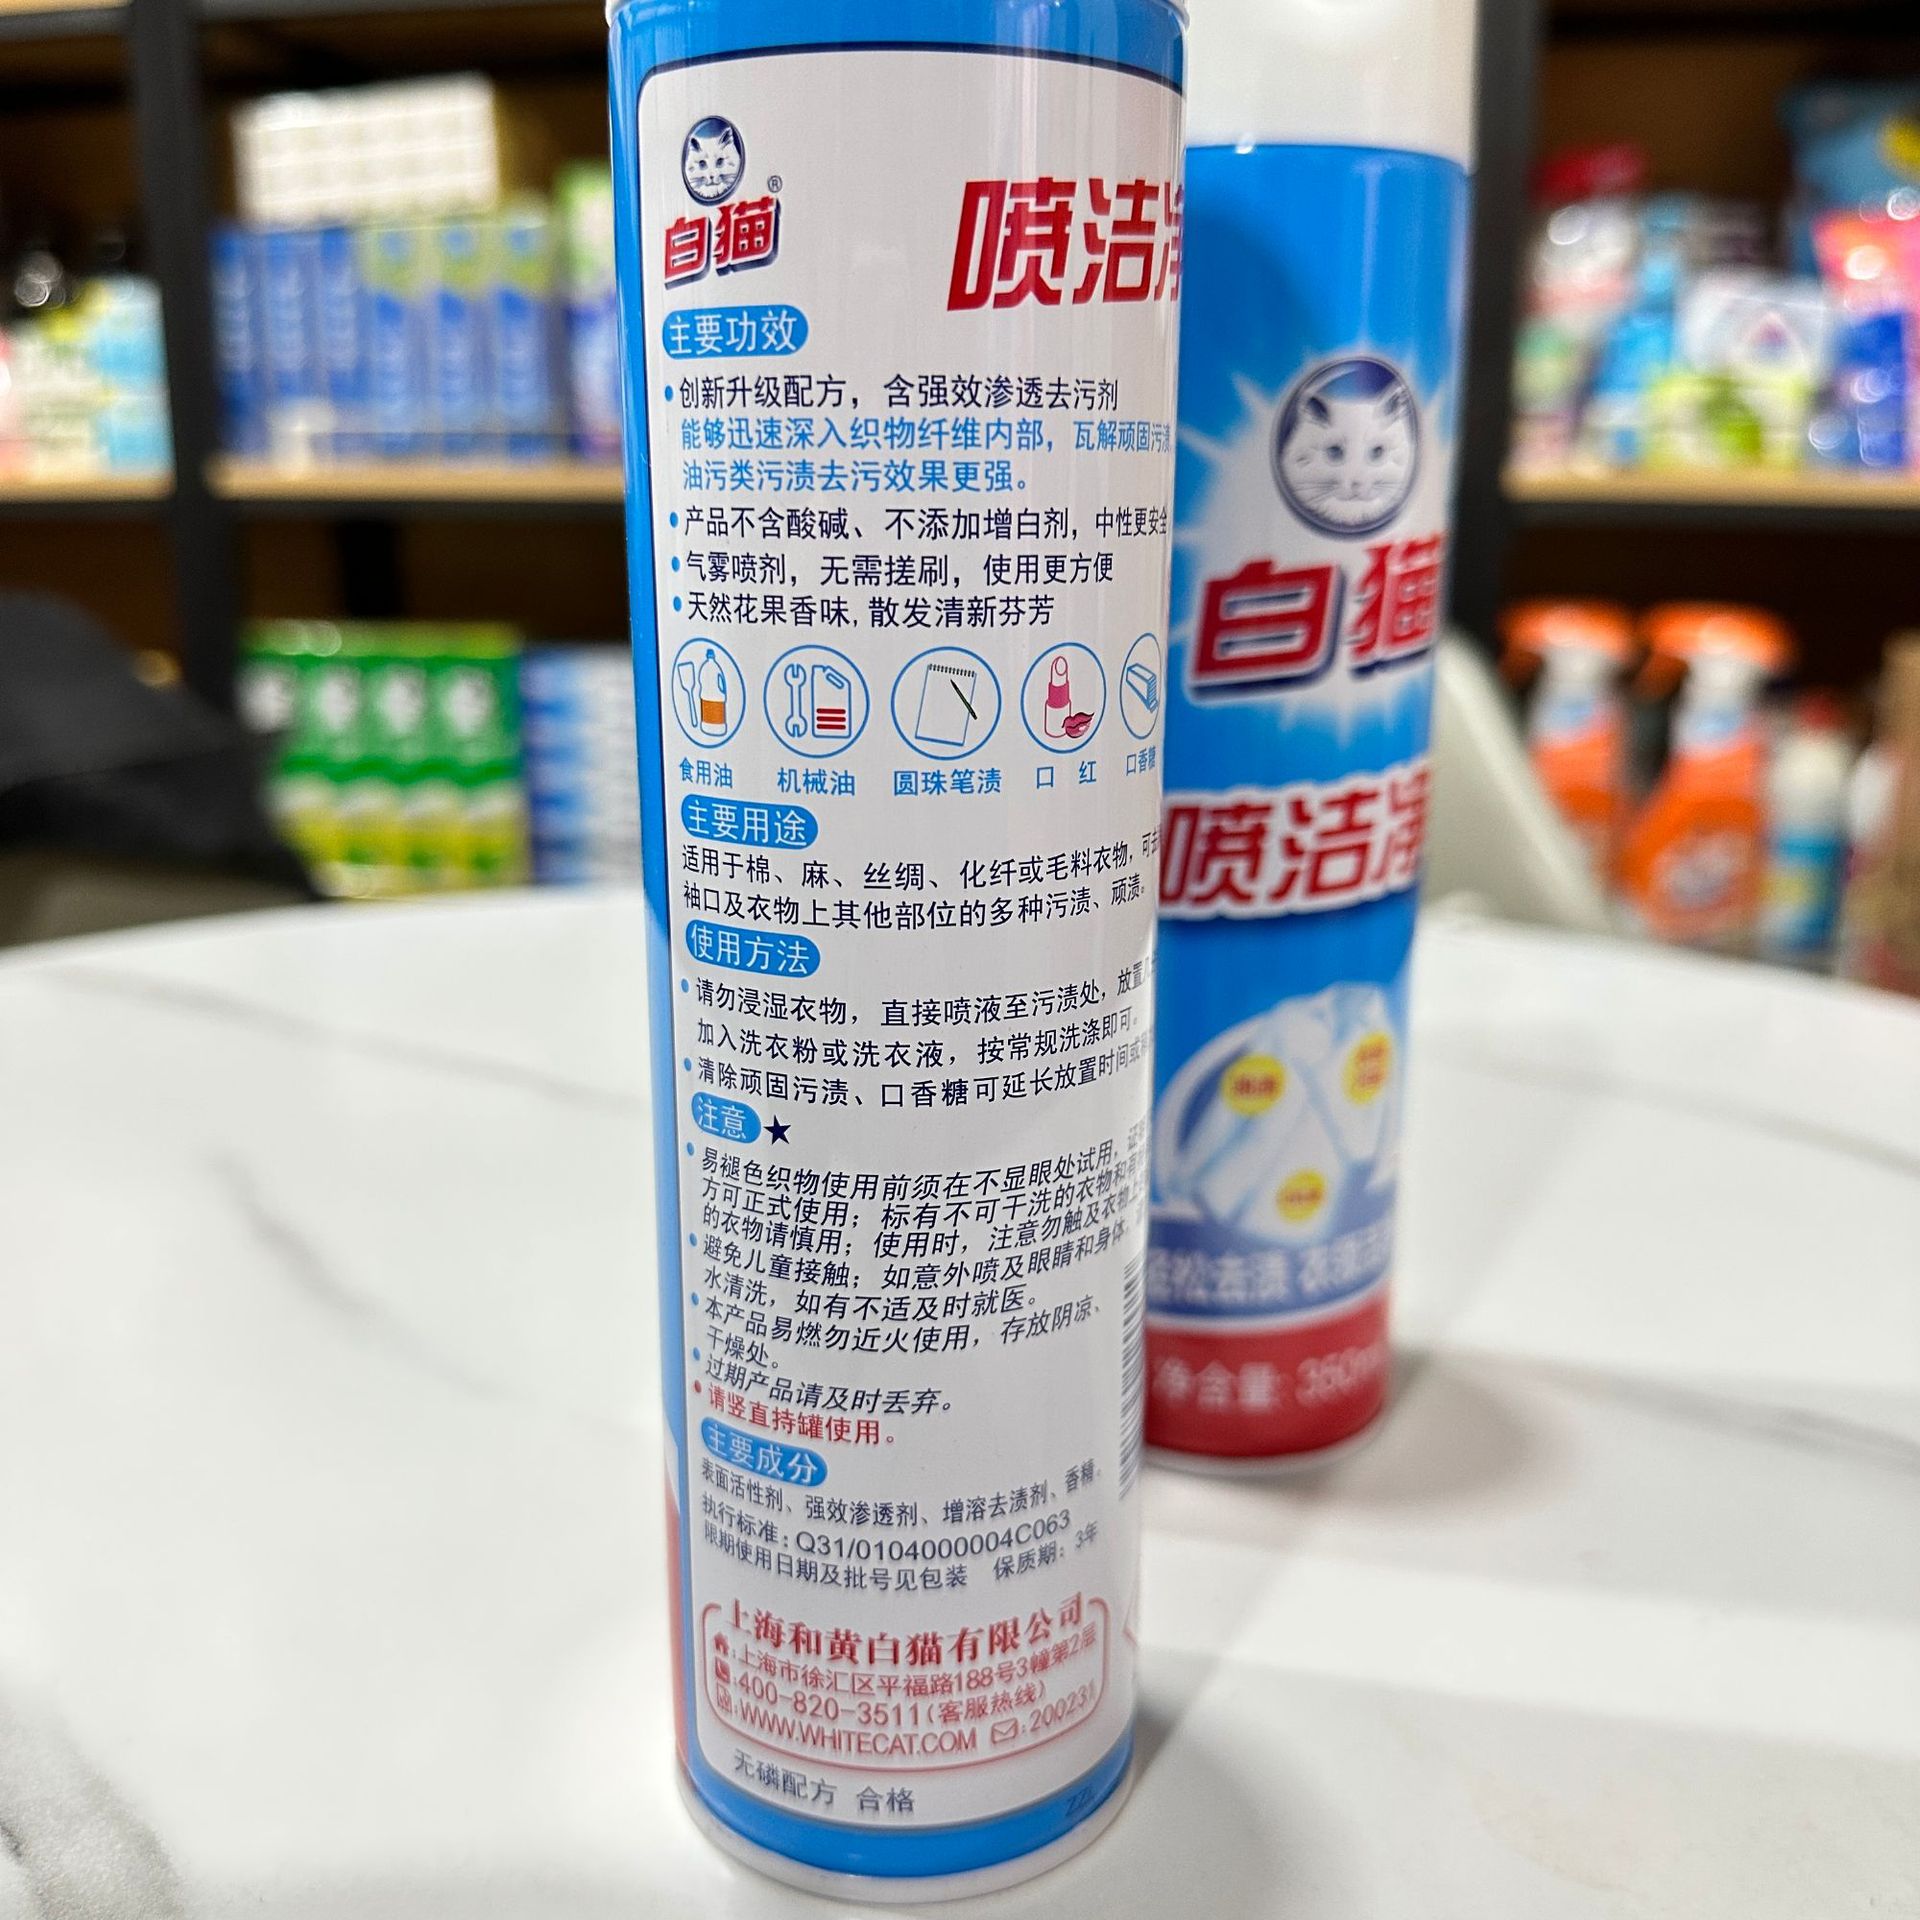 白猫®
喷洁净
主要功效
•创新升级配方，含强效渗透去污剂
能够迅速深入织物纤维内部，瓦解顽固污渍
油污类污渍去污效果更强。
•产品不含酸碱、不添加增白剂，中性更安全
•气雾喷剂，无需搓刷，使用更方便
•天然花果香味，散发清新芬芳
食用油 机械油 圆珠笔渍 口 红 口香糖
主要用途
适用于棉、麻、丝绸、化纤或毛料衣物，可去
袖口及衣物上其他部位的多种污渍、顽渍。
使用方法
•请勿浸湿衣物，直接喷液至污渍处，放置几
加入洗衣粉或洗衣液，按常规洗涤即可。
•清除顽固污渍、口香糖可延长放置时间或
注意★
•易褪色织物使用前须在不显眼处试用，
方可正式使用；标有不可干洗的衣物和
的衣物请慎用；使用时，注意勿触及衣物上
•避免儿童接触；如意外喷及眼睛和身体，
水清洗，如有不适及时就医。
•本产品易燃勿近火使用，存放阴凉、
干燥处。
•过期产品请及时丢弃。
•请竖直持罐使用。
主要成分
表面活性剂、强效渗透剂、增溶去渍剂、香精。
执行标准：Q31/0104000004C063
限期使用日期及批号见包装 保质期：3年
上海和黄白猫有限公司
：上海市徐汇区平福路188号3幢第2层
：400-820-3511（客服热线）
：WWW.WHITECAT.COM ：200231
无磷配方 合格
白猫
喷洁净
轻松去渍
净含量：